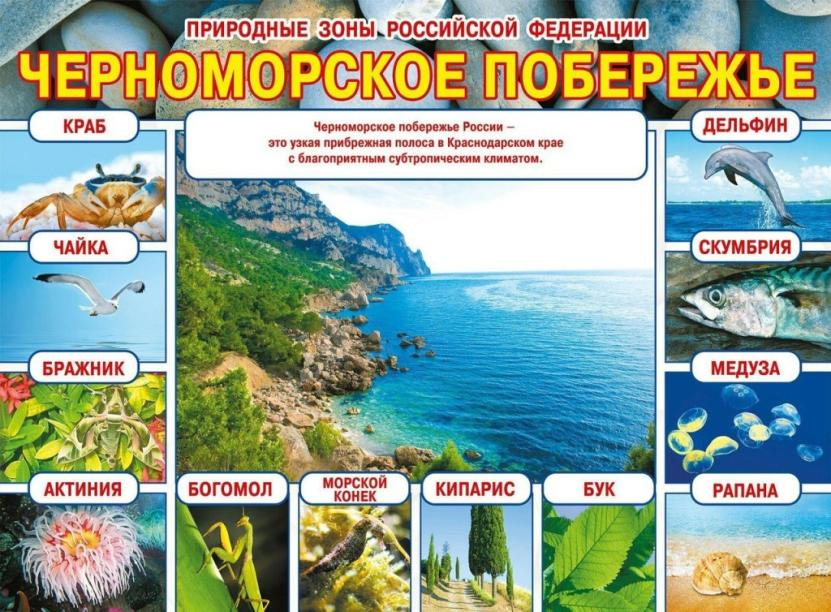 ПРИРОДНЫЕ ЗОНЫ РОССИЙСКОЙ ФЕДЕРАЦИИ
ЧЕРНОМОРСКОЕ ПОБЕРЕЖЬЕ
Черноморское побережье России –
это узкая прибрежная полоса в Краснодарском крае
с благоприятным субтропическим климатом.
КРАБ
ЧАЙКА
БРАЖНИК
АКТИНИЯ
БОГОМОЛ
МОРСКОЙ
КОНЕК
КИПАРИС
БУК
ДЕЛЬФИН
СКУМБРИЯ
МЕДУЗА
РАПАНА